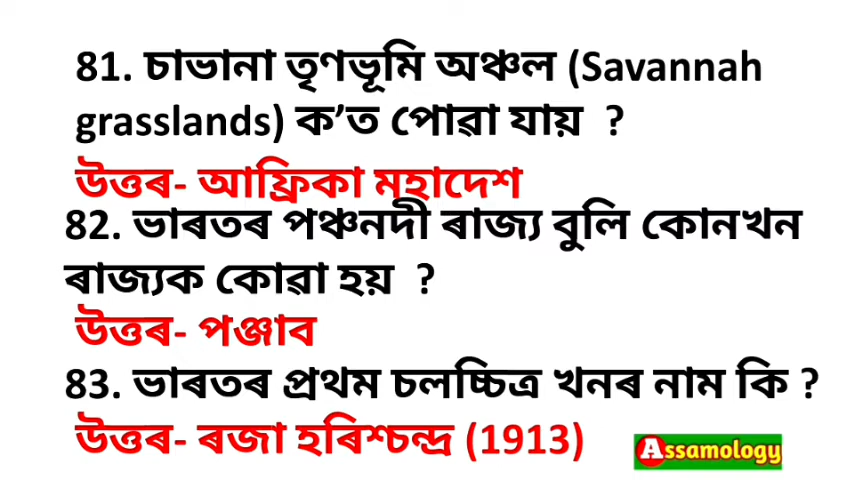 81. চাভানা তৃণভূমি অঞ্চল (Savannah
grasslands) ক’ত পোৱা যায় ?
উত্তৰ- আফ্ৰিকা মহাদেশ
82. ভাৰতৰ পঞ্চনদী ৰাজ্য বুলি কোনখন
ৰাজ্যক কোৱা হয় ?
উত্তৰ- পঞ্জাব
83. ভাৰতৰ প্ৰথম চলচ্চিত্ৰ খনৰ নাম কি ?
উত্তৰ- ৰজা হৰিশ্চন্দ্ৰ (1913)
Assamology